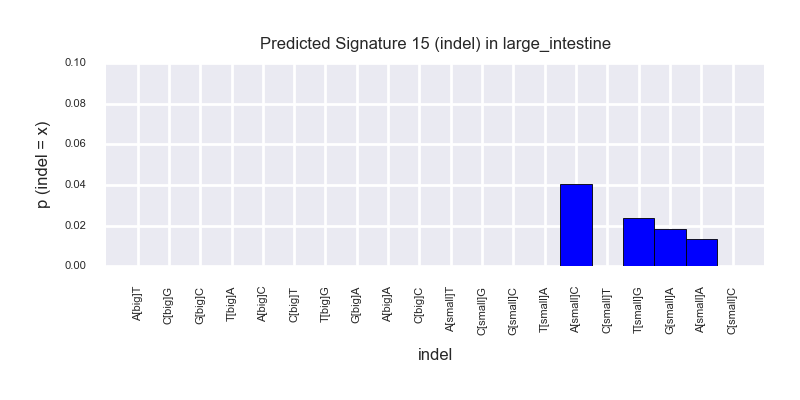 Predicted Signature 15 (indel) in large_intestine
p (indel = x)
0.10
0.08
0.06
0.04
0.02
0.00
A[big]T
C[big]G
G[big]C
T[big]A
A[big]C
C[big]T
T[big]G
G[big]A
A[big]A
C[big]C
A[small]T
C[small]G
G[small]C
T[small]A
A[small]C
C[small]T
T[small]G
G[small]A
A[small]A
C[small]C
indel